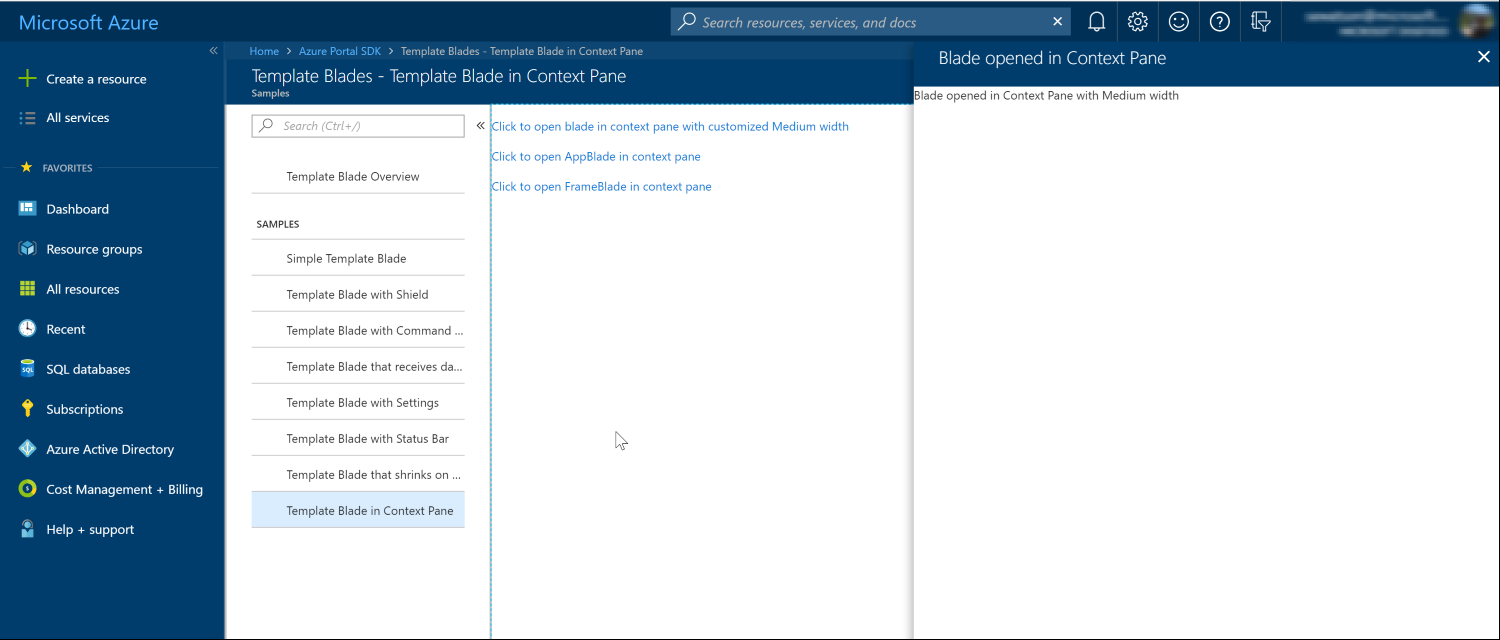 Microsoft Azure
Search resources, services, and docs
Home > Azure Portal SDK > Template Blades - Template Blade in Context Pane
Template Blades - Template Blade in Context Pane
Samples
Create a resource
All services
FAVORITES
Dashboard
Resource groups
All resources
Recent
SQL databases
SQL
Subscriptions
Azure Active Directory
Cost Management + Billing
Help + support
Search (Ctrl+/)
Template Blade Overview
SAMPLES
Simple Template Blade
Template Blade with Shield
Template Blade with Command ...
Template Blade that receives da...
Template Blade with Settings
Template Blade with Status Bar
Template Blade that shrinks on ...
Template Blade in Context Pane
Click to open blade in context pane with customized Medium width
Click to open AppBlade in context pane
Click to open FrameBlade in context pane
Blade opened in Context Pane
Blade opened in Context Pane with Medium width